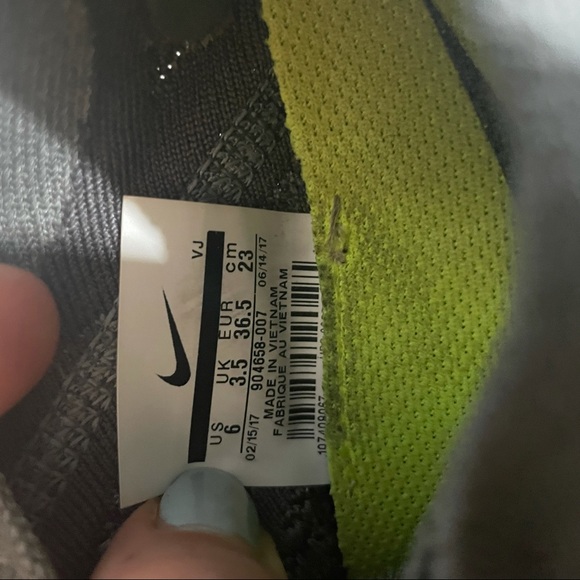 VJ
US UK EUR cm
6 3.5 36.5 23
02/15/17 904658-007 06/14/17
MADE IN VIETNAM
FABRIQUE AU VIETNAM